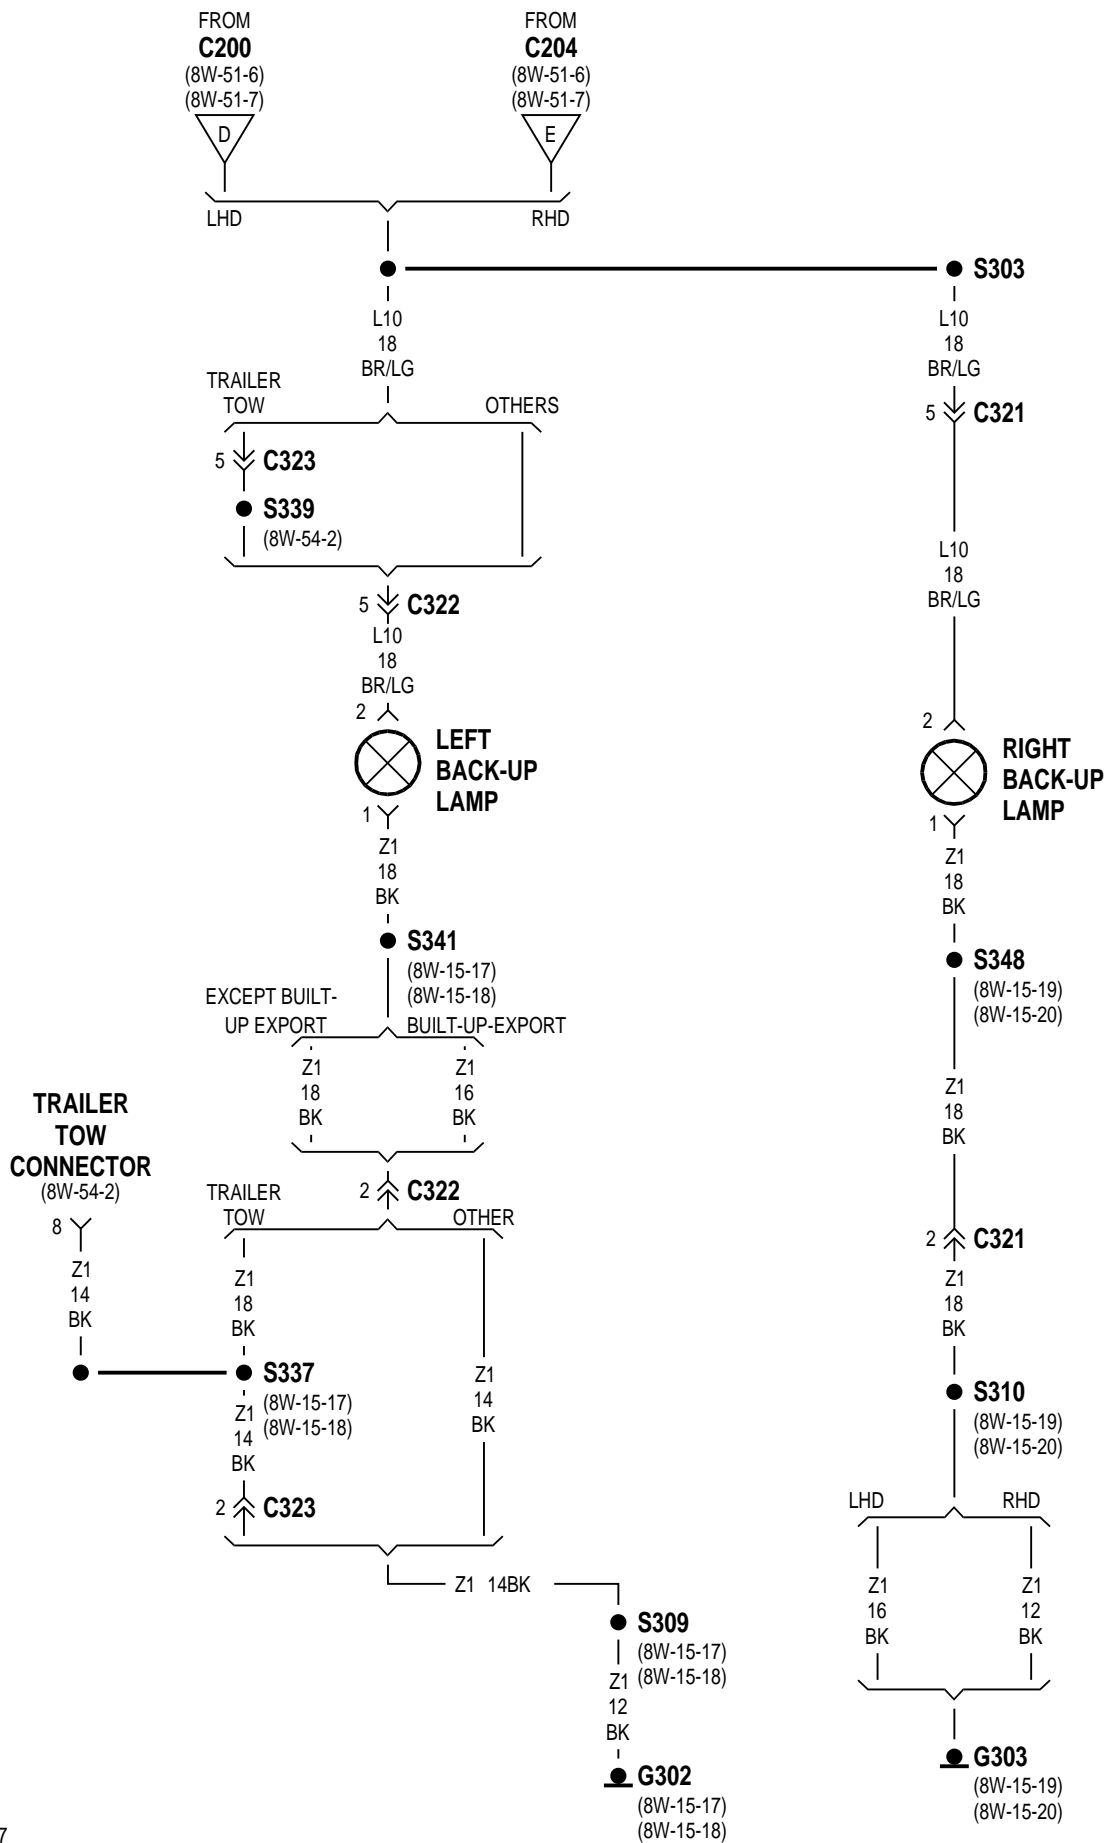 FROM
C200
(8W-51-6)
(8W-51-7)
D
FROM
C204
(8W-51-6)
(8W-51-7)
E
LHD
RHD
S303
L10
18
BR/LG
L10
18
BR/LG
TRAILER
TOW
OTHERS
5
C321
5
C323
S339
(8W-54-2)
L10
18
BR/LG
5
C322
L10
18
BR/LG
2
LEFT
BACK-UP
LAMP
1
2
RIGHT
BACK-UP
LAMP
1
Z1
18
BK
Z1
18
BK
S341
(8W-15-17)
(8W-15-18)
S348
(8W-15-19)
(8W-15-20)
EXCEPT BUILT-
UP EXPORT
BUILT-UP-EXPORT
Z1
18
BK
Z1
16
BK
Z1
18
BK
TRAILER
TOW
CONNECTOR
(8W-54-2)
8
Z1
14
BK
2
C322
TRAILER
TOW
OTHER
2
C321
Z1
18
BK
Z1
18
BK
S337
(8W-15-17)
(8W-15-18)
Z1
14
BK
Z1
14
BK
S310
(8W-15-19)
(8W-15-20)
2
C323
LHD
RHD
Z1 14BK
Z1
16
BK
Z1
12
BK
S309
(8W-15-17)
(8W-15-18)
Z1
12
BK
G302
(8W-15-17)
(8W-15-18)
G303
(8W-15-19)
(8W-15-20)
7